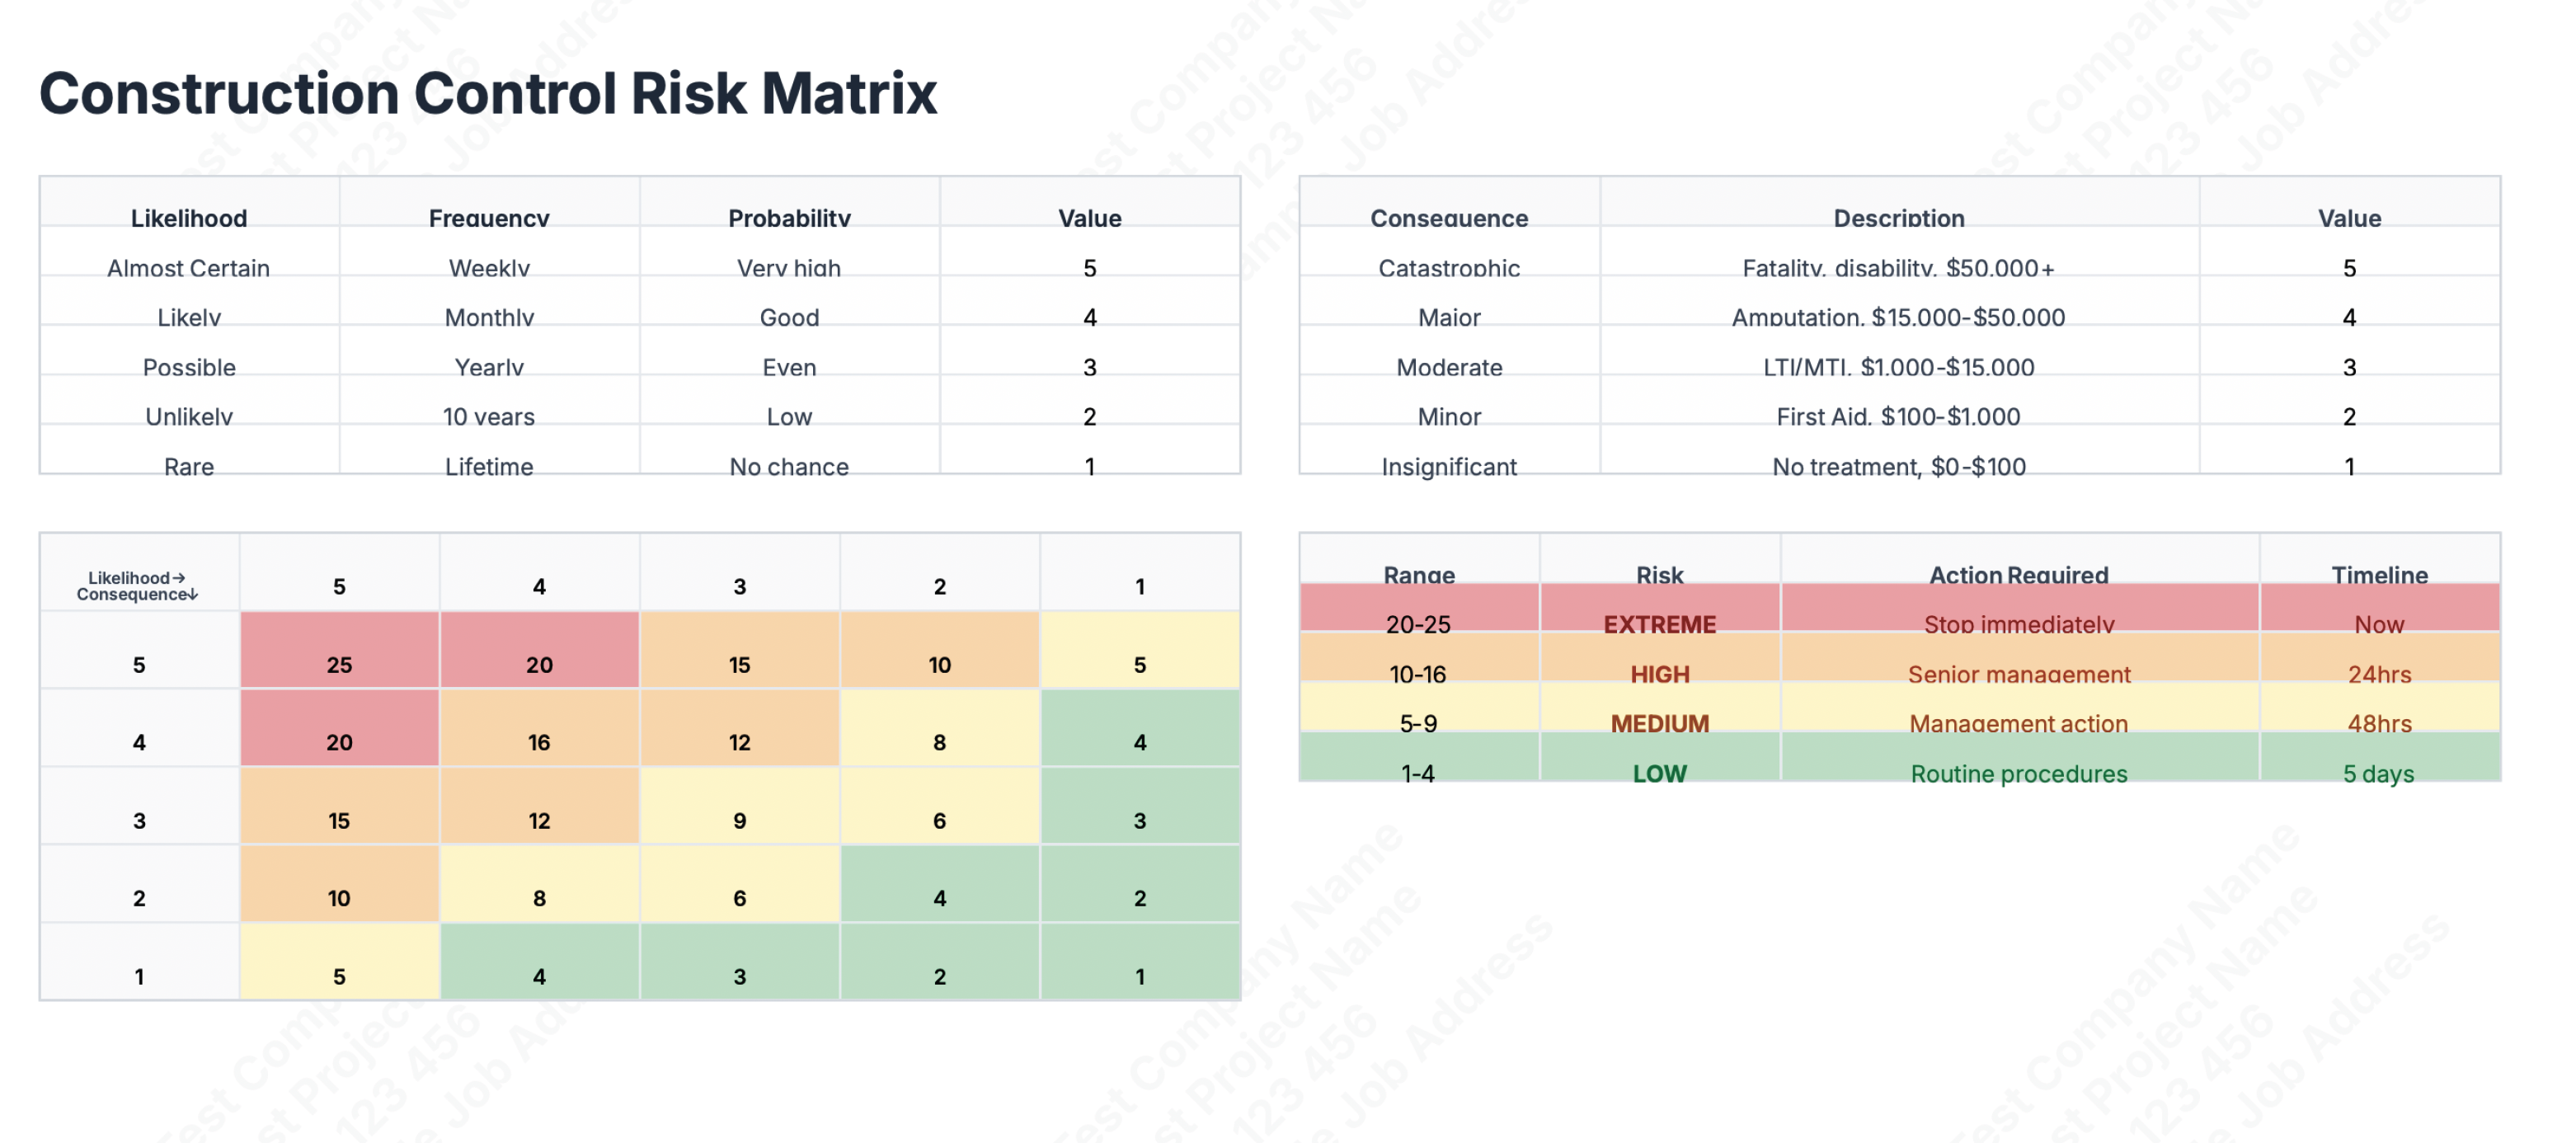 Construction Control Risk Matrix
Likelihood Frequency Probability Value
Almost Certain Weekly Very high 5
Likely Monthly Good 4
Possible Yearly Even 3
Unlikely 10 years Low 2
Rare Lifetime No chance 1
Consequence Description Value
Catastrophic Fatality, disability, $50,000+ 5
Major Amputation, $15,000-$50,000 4
Moderate LTI/MTI, $1,000-$15,000 3
Minor First Aid, $100-$1,000 2
Insignificant No treatment, $0-$100 1
Likelihood→
Consequence↓
5 4 3 2 1
5 25 20 15 10 5
4 20 16 12 8 4
3 15 12 9 6 3
2 10 8 6 4 2
1 5 4 3 2 1
Range Risk Action Required Timeline
20-25 EXTREME Stop immediately Now
10-16 HIGH Senior management 24hrs
5-9 MEDIUM Management action 48hrs
1-4 LOW Routine procedures 5 days
Test Company Name
Project Name
123 456
Job Address